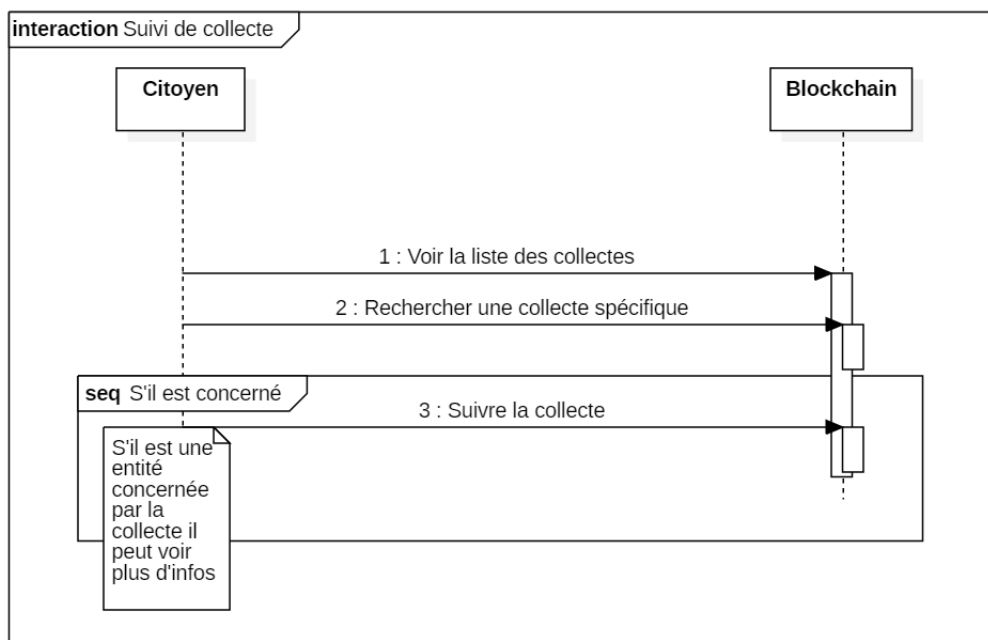 interaction Suivi de collecte
Citoyen
Blockchain
1 : Voir la liste des collectes
2 : Rechercher une collecte spécifique
seq S'il est concerné
3 : Suivre la collecte
S'il est une
entité
concernée
par la
collecte il
peut voir
plus d'infos